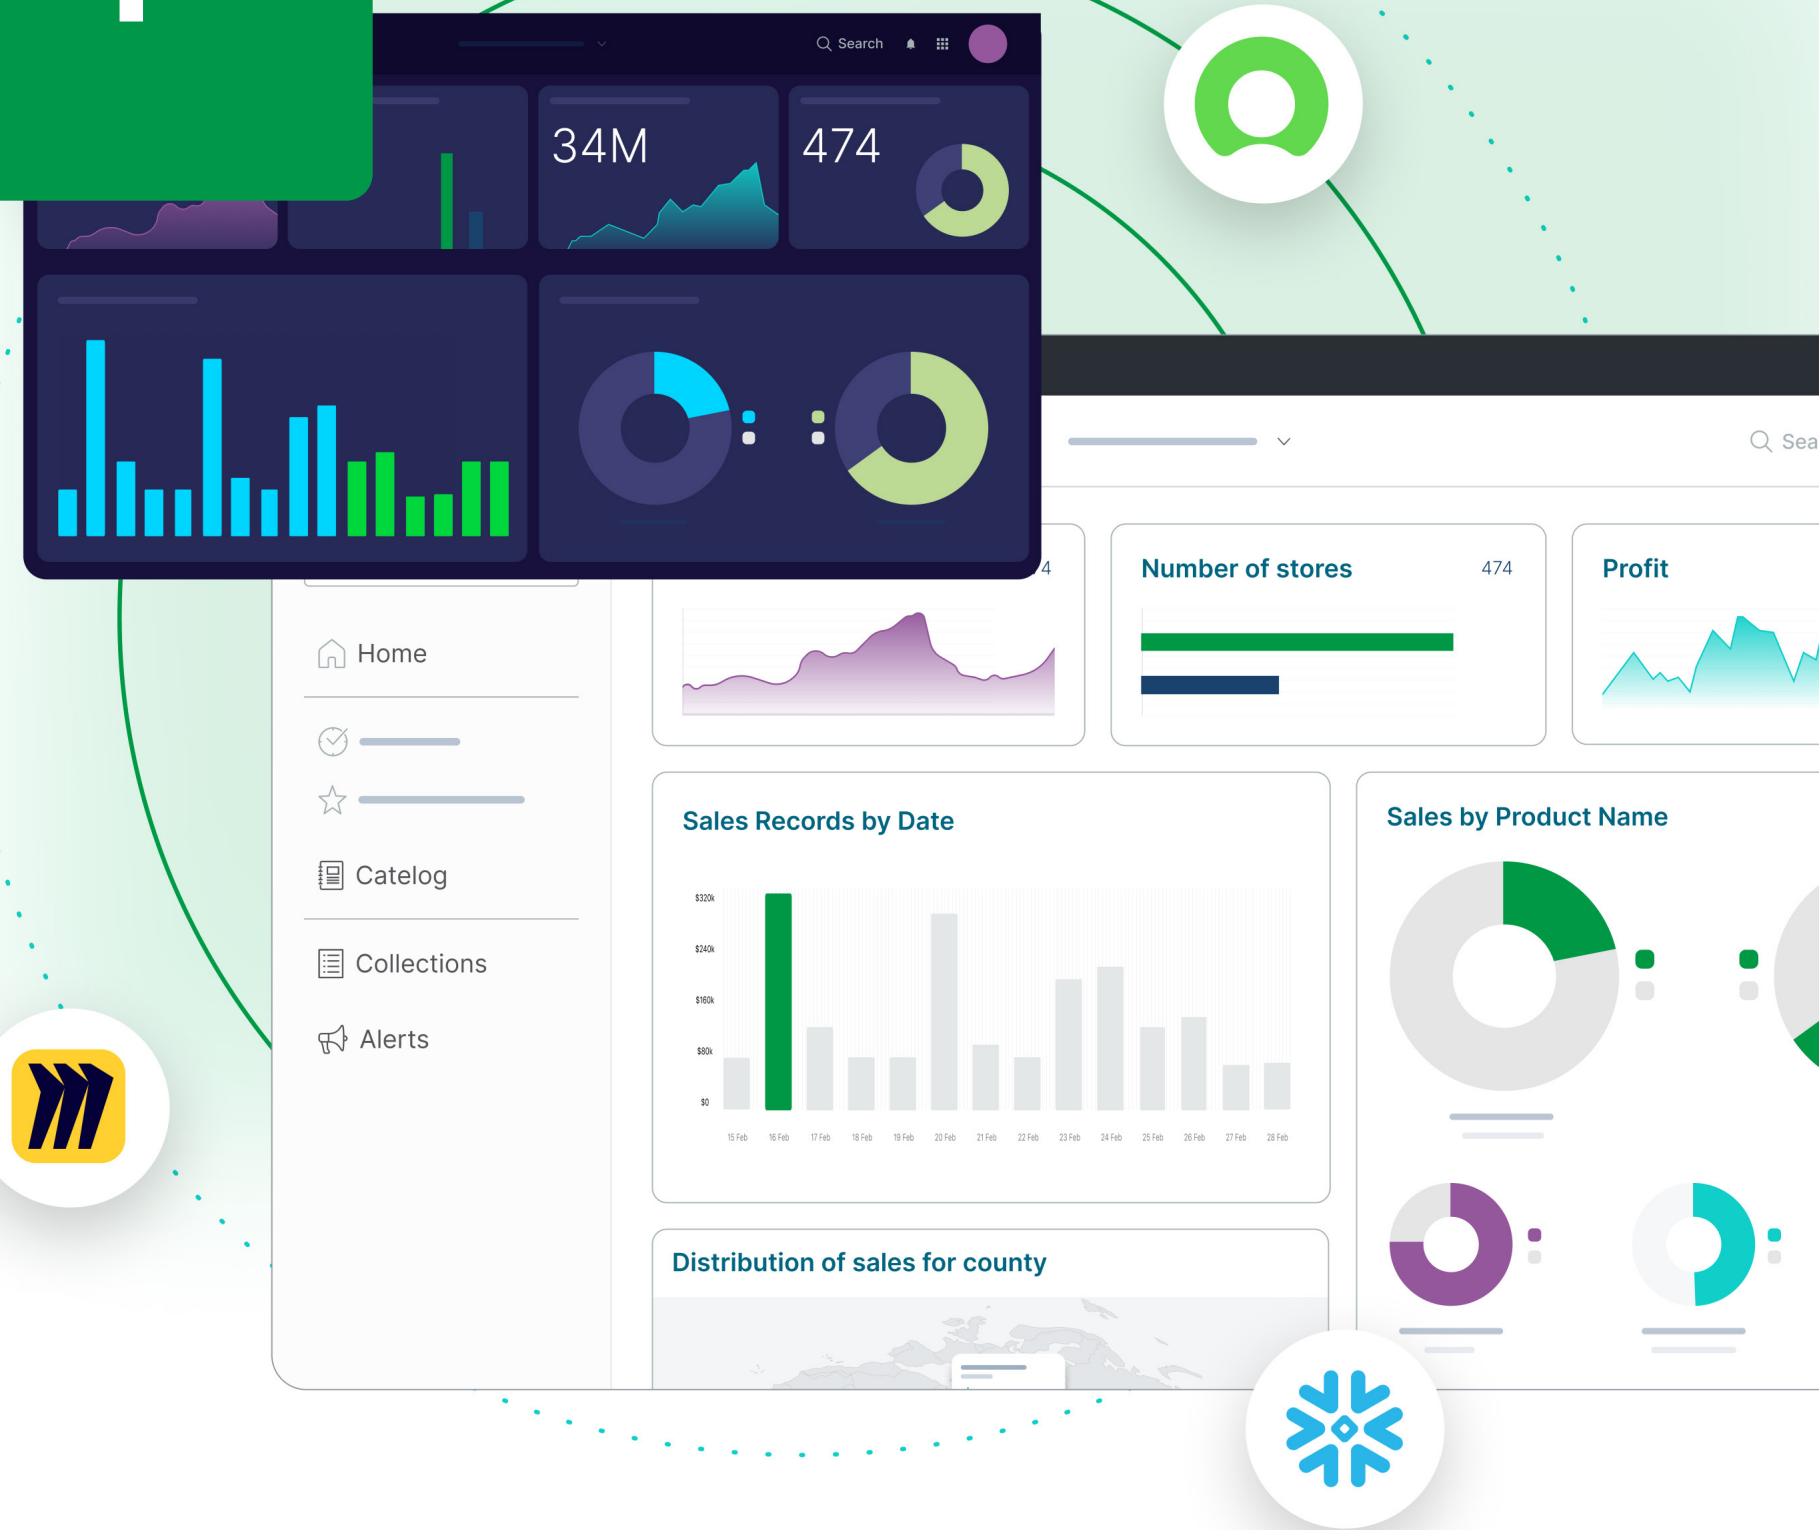 Search
34M
474
Sea
4
Number of stores
474
Profit
Home
Catelog
Collections
Alerts
Sales Records by Date
$320k
$240k
$160k
$80k
$0
15 Feb
16 Feb
17 Feb
18 Feb
19 Feb
20 Feb
21 Feb
22 Feb
23 Feb
24 Feb
25 Feb
26 Feb
27 Feb
28 Feb
Sales by Product Name
Distribution of sales for county